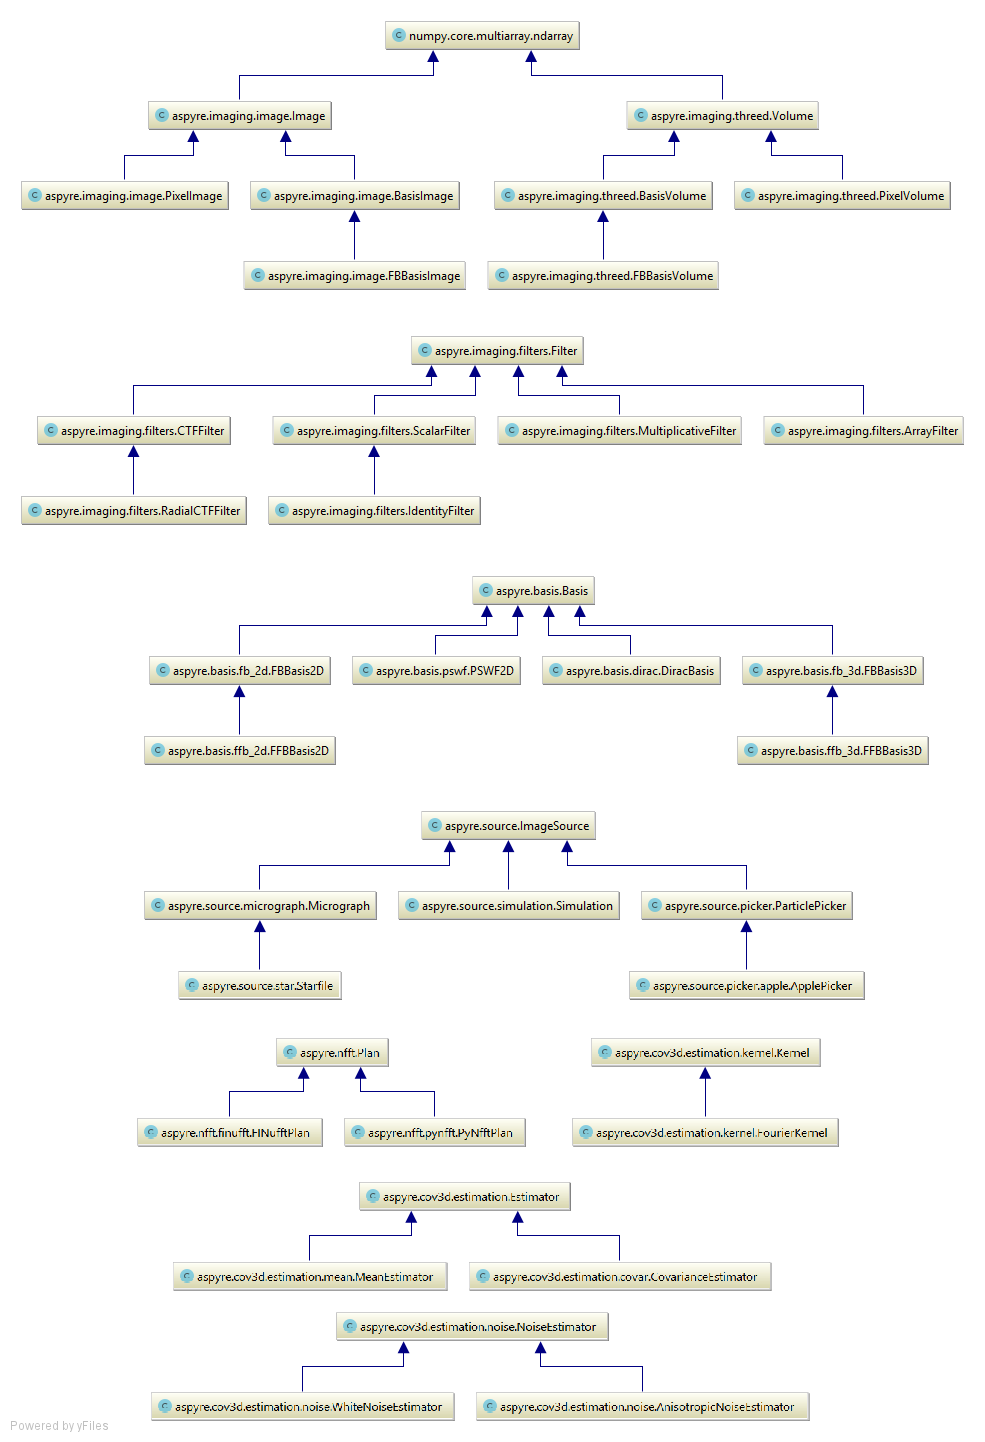 numpy.core.multiarray.ndarray
aspyre.imaging.image.Image
aspyre.imaging.threed.Volume
aspyre.imaging.image.PixelImage
aspyre.imaging.image.BasisImage
aspyre.imaging.threed.BasisVolume
aspyre.imaging.threed.PixelVolume
aspyre.imaging.image.FBBasisImage
aspyre.imaging.threed.FBBasisVolume
aspyre.imaging.filters.Filter
aspyre.imaging.filters.CTFFilter
aspyre.imaging.filters.ScalarFilter
aspyre.imaging.filters.MultiplicativeFilter
aspyre.imaging.filters.ArrayFilter
aspyre.imaging.filters.RadialCTFFilter
aspyre.imaging.filters.IdentityFilter
aspyre.basis.Basis
aspyre.basis.fb_2d.FBBasis2D
aspyre.basis.pswf.PSWF2D
aspyre.basis.dirac.DiracBasis
aspyre.basis.fb_3d.FBBasis3D
aspyre.basis.ffb_2d.FFBBasis2D
aspyre.basis.ffb_3d.FFBBasis3D
aspyre.source.ImageSource
aspyre.source.micrograph.Micrograph
aspyre.source.simulation.Simulation
aspyre.source.picker.ParticlePicker
aspyre.source.star.Starfile
aspyre.source.picker.apple.ApplePicker
aspyre.nfft.Plan
aspyre.cov3d.estimation.kernel.Kernel
aspyre.nfft.finufft.FINufftPlan
aspyre.nfft.pynfft.PyNfftPlan
aspyre.cov3d.estimation.kernel.FourierKernel
aspyre.cov3d.estimation.Estimator
aspyre.cov3d.estimation.mean.MeanEstimator
aspyre.cov3d.estimation.covar.CovarianceEstimator
aspyre.cov3d.estimation.noise.NoiseEstimator
aspyre.cov3d.estimation.noise.WhiteNoiseEstimator
aspyre.cov3d.estimation.noise.AnisotropicNoiseEstimator
Powered by yFiles